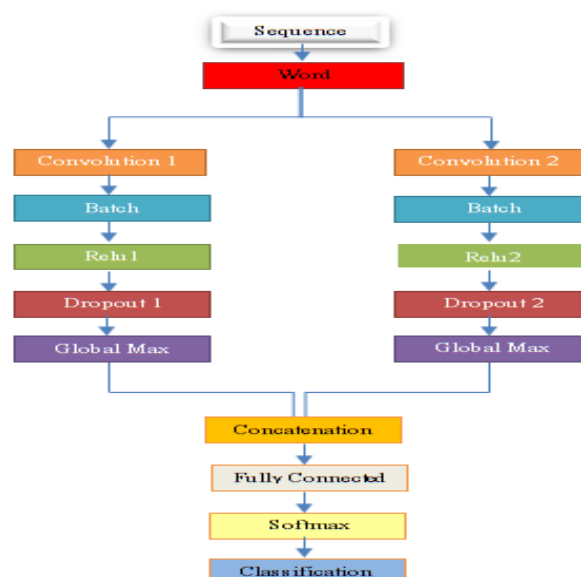 Sequence
Word
Convolution 1
Convolution 2
Batch
Batch
Relu1
Relu2
Dropout 1
Dropout 2
Global Max
Global Max
Concatenation
Fully Connected
Softmax
Classification